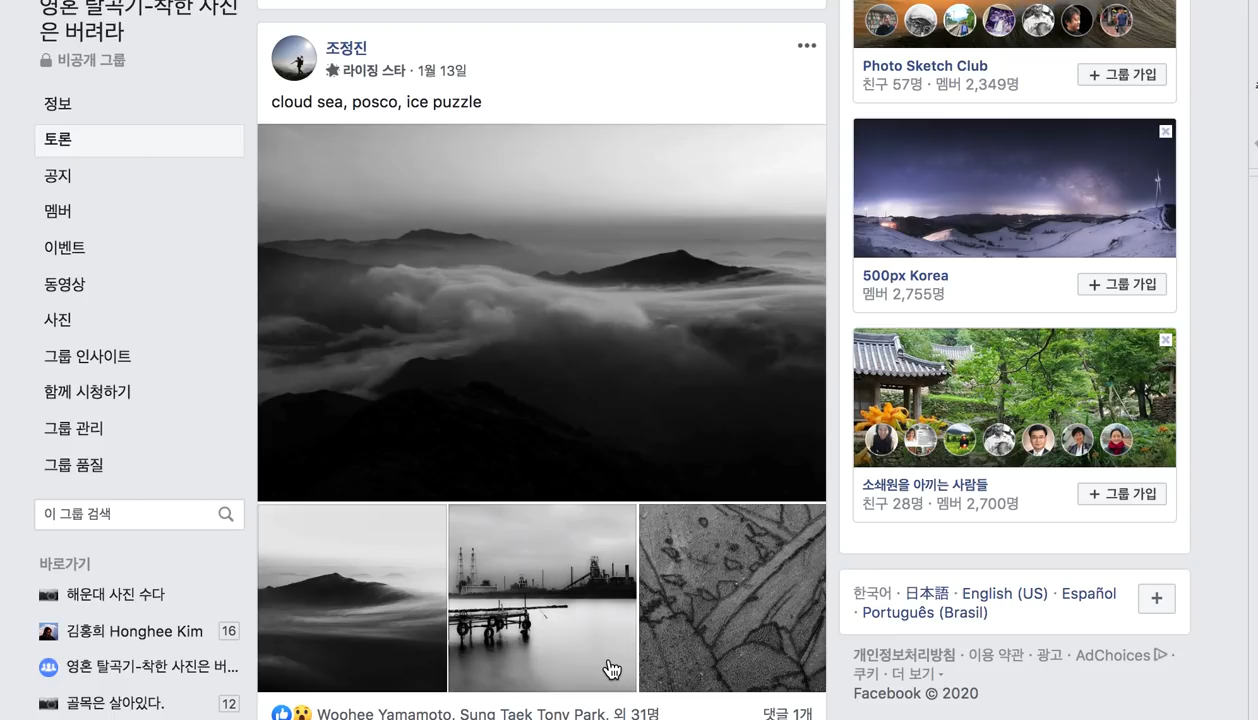 영혼 탈곡기-착한 사진
은 버려라
비공개 그룹
정보
토론
공지
멤버
이벤트
동영상
사진
그룹 인사이트
함께 시청하기
그룹 관리
그룹 품질
이 그룹 검색
바로가기
해운대 사진 수다
김홍희 Honghee Kim 16
영혼 탈곡기-착한 사진은 버...
골목은 살아있다. 12
조정진
라이징 스타 · 1월 13일
cloud sea, posco, ice puzzle
Woohee Yamamoto, Sung Taek Tony Park, 외 31명
댓글 1개
Photo Sketch Club
친구 57명 · 멤버 2,349명
+ 그룹 가입
500px Korea
멤버 2,755명
+ 그룹 가입
소쇄원을 아끼는 사람들
친구 28명 · 멤버 2,700명
+ 그룹 가입
한국어 · 日本語 · English (US) · Español
· Português (Brasil)
개인정보처리방침 · 이용 약관 · 광고 · AdChoices ·
쿠키 · 더 보기
Facebook © 2020